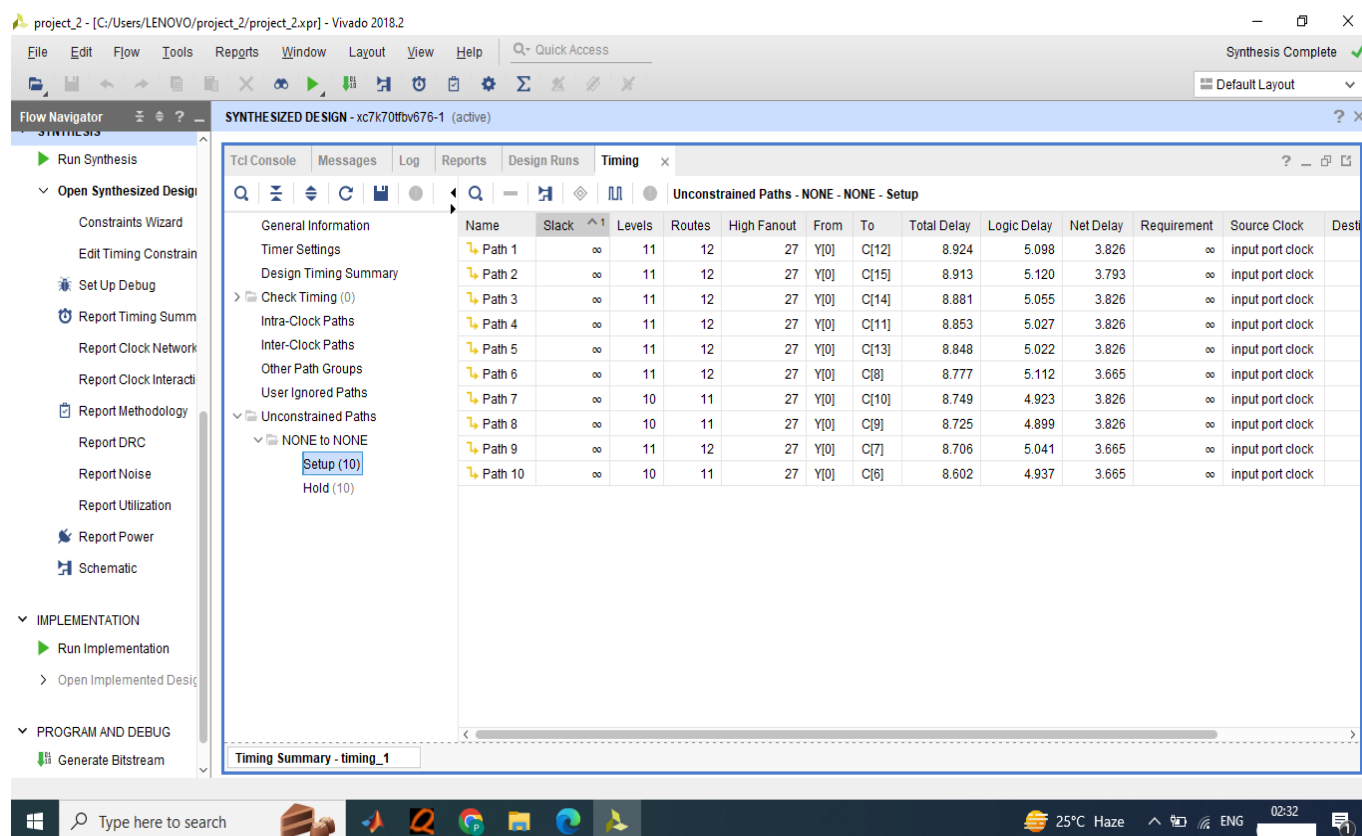 project_2 - [C:/Users/LENOVO/project_2/project_2.xpr] - Vivado 2018.2
File Edit Flow Tools Reports Window Layout View Help Quick Access Synthesis Complete
Default Layout
Flow Navigator
SYNTHESIZED DESIGN - xc7k70tfbv676-1 (active)
SYNTHESIS
Run Synthesis
Open Synthesized Desig
Constraints Wizard
Edit Timing Constrain
Set Up Debug
Report Timing Summ
Report Clock Network
Report Clock Interacti
Report Methodology
Report DRC
Report Noise
Report Utilization
Report Power
Schematic
IMPLEMENTATION
Run Implementation
Open Implemented Desig
PROGRAM AND DEBUG
Generate Bitstream
Tcl Console Messages Log Reports Design Runs Timing
Unconstrained Paths - NONE - NONE - Setup
General Information
Timer Settings
Design Timing Summary
Check Timing (0)
Intra-Clock Paths
Inter-Clock Paths
Other Path Groups
User Ignored Paths
Unconstrained Paths
NONE to NONE
Setup (10)
Hold (10)
Name Slack ^1 Levels Routes High Fanout From To Total Delay Logic Delay Net Delay Requirement Source Clock Desti
Path 1 ∞ 11 12 27 Y[0] C[12] 8.924 5.098 3.826 ∞ input port clock
Path 2 ∞ 11 12 27 Y[0] C[15] 8.913 5.120 3.793 ∞ input port clock
Path 3 ∞ 11 12 27 Y[0] C[14] 8.881 5.055 3.826 ∞ input port clock
Path 4 ∞ 11 12 27 Y[0] C[11] 8.853 5.027 3.826 ∞ input port clock
Path 5 ∞ 11 12 27 Y[0] C[13] 8.848 5.022 3.826 ∞ input port clock
Path 6 ∞ 11 12 27 Y[0] C[8] 8.777 5.112 3.665 ∞ input port clock
Path 7 ∞ 10 11 27 Y[0] C[10] 8.749 4.923 3.826 ∞ input port clock
Path 8 ∞ 10 11 27 Y[0] C[9] 8.725 4.899 3.826 ∞ input port clock
Path 9 ∞ 11 12 27 Y[0] C[7] 8.706 5.041 3.665 ∞ input port clock
Path 10 ∞ 10 11 27 Y[0] C[6] 8.602 4.937 3.665 ∞ input port clock
Timing Summary - timing_1
Type here to search
25°C Haze ENG 02:32